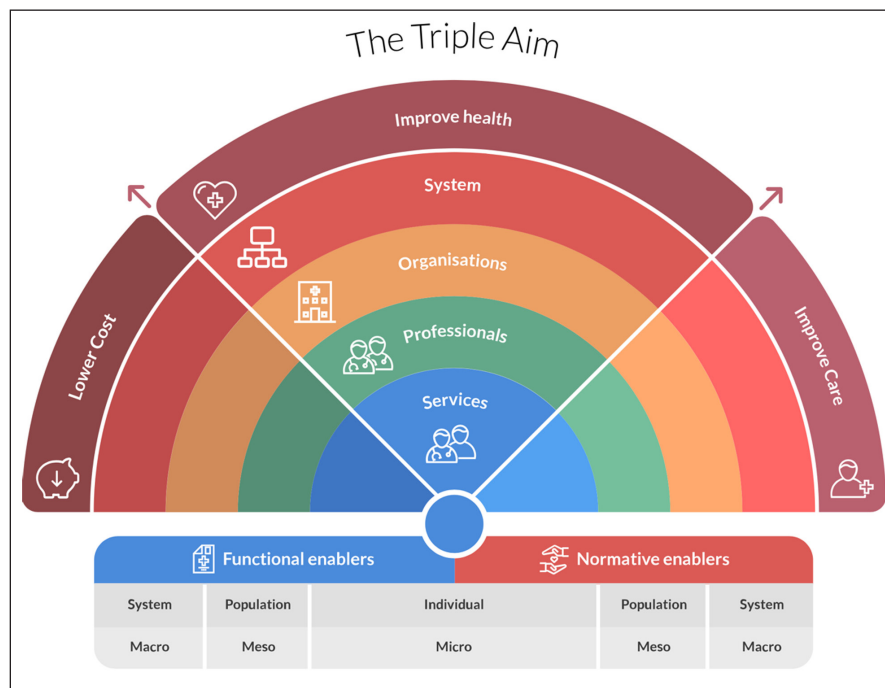 The Triple Aim
Improve health
System
Organisations
Professionals
Services
Lower Cost
Improve Care
Functional enablers
Normative enablers
System Population Individual Population System
Macro Meso Micro Meso Macro